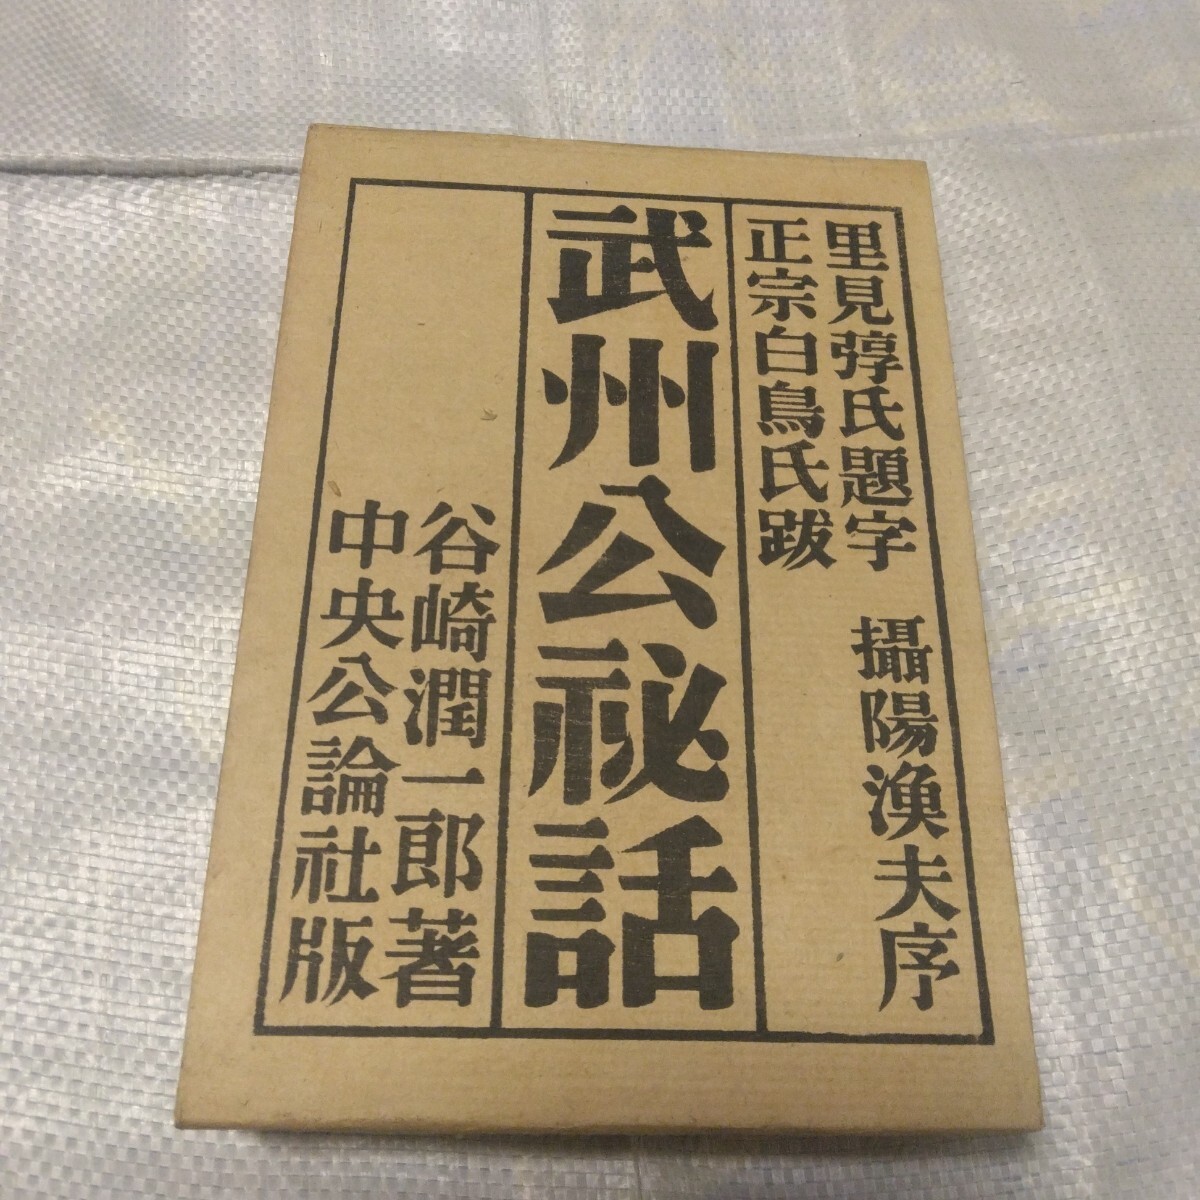 里見弴氏題字　攝陽漁夫序
正宗白鳥氏跋
武州公祕話
谷崎潤一郎著
中央公論社版